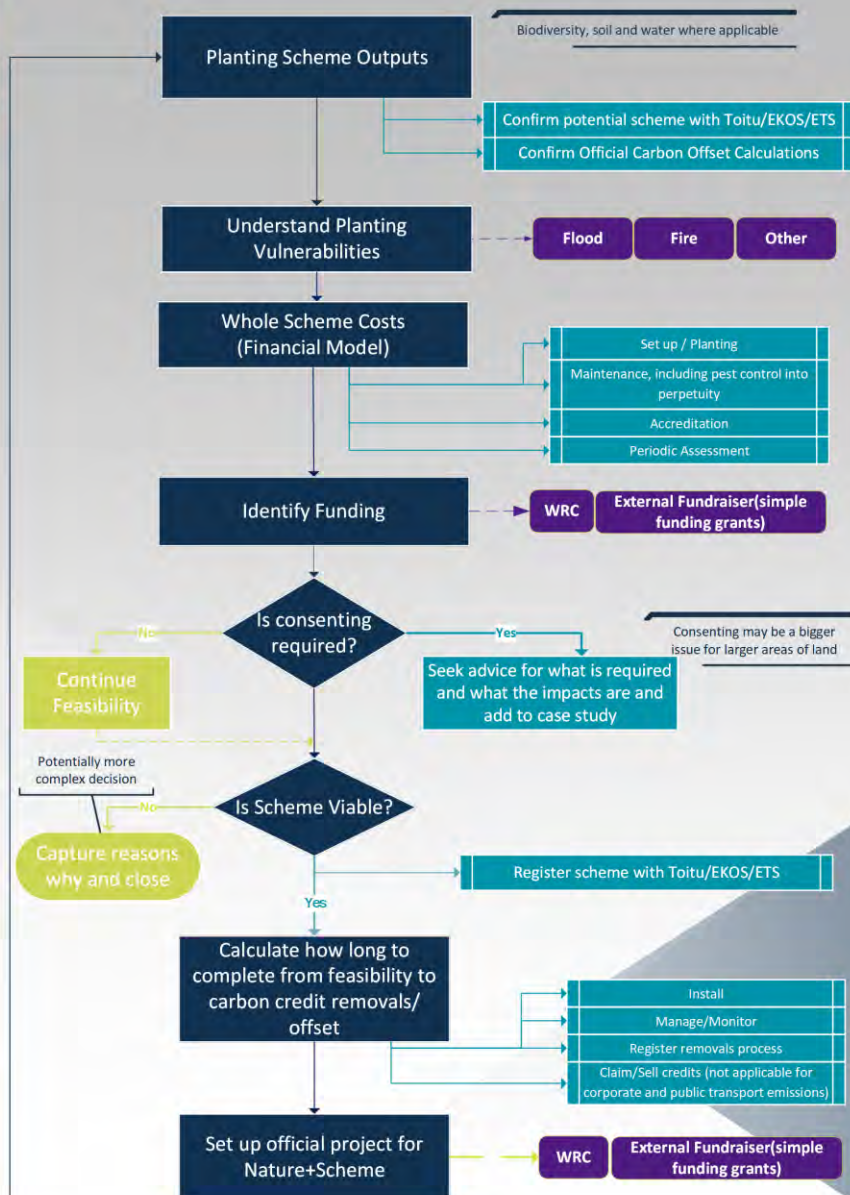 Biodiversity, soil and water where applicable
Planting Scheme Outputs
Confirm potential scheme with Toitu/EKOS/ETS
Confirm Official Carbon Offset Calculations
Understand Planting
Vulnerabilities
Flood
Fire
Other
Whole Scheme Costs
(Financial Model)
Set up / Planting
Maintenance, including pest control into
perpetuity
Accreditation
Periodic Assessment
Identify Funding
WRC
External Fundraiser(simple
funding grants)
Is consenting
required?
No
Yes
Consenting may be a bigger
issue for larger areas of land
Continue
Feasibility
Seek advice for what is required
and what the impacts are and
add to case study
Potentially more
complex decision
Is Scheme Viable?
No
Capture reasons
why and close
Register scheme with Toitu/EKOS/ETS
Yes
Calculate how long to
complete from feasibility to
carbon credit removals/
offset
Install
Manage/Monitor
Register removals process
Claim/Sell credits (not applicable for
corporate and public transport emissions)
Set up official project for
Nature+Scheme
WRC
External Fundraiser(simple
funding grants)